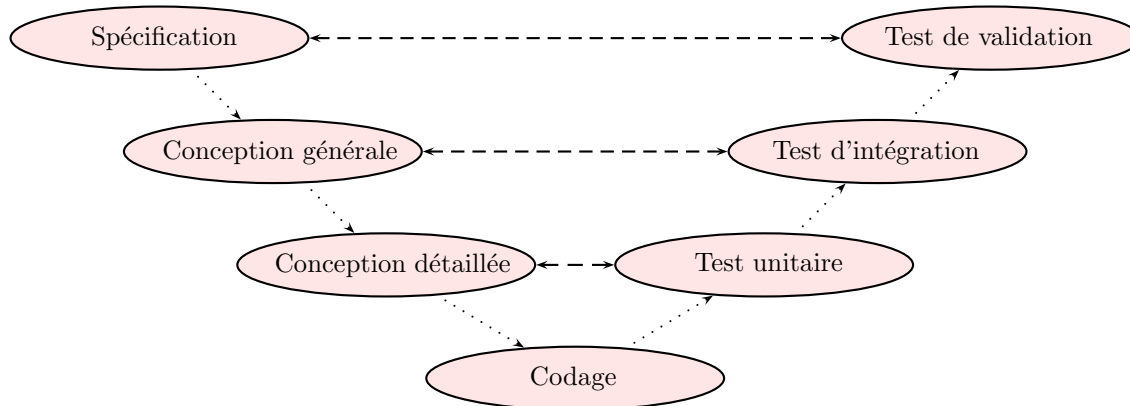 Spécification
Test de validation
Conception générale
Test d'intégration
Conception détaillée
Test unitaire
Codage